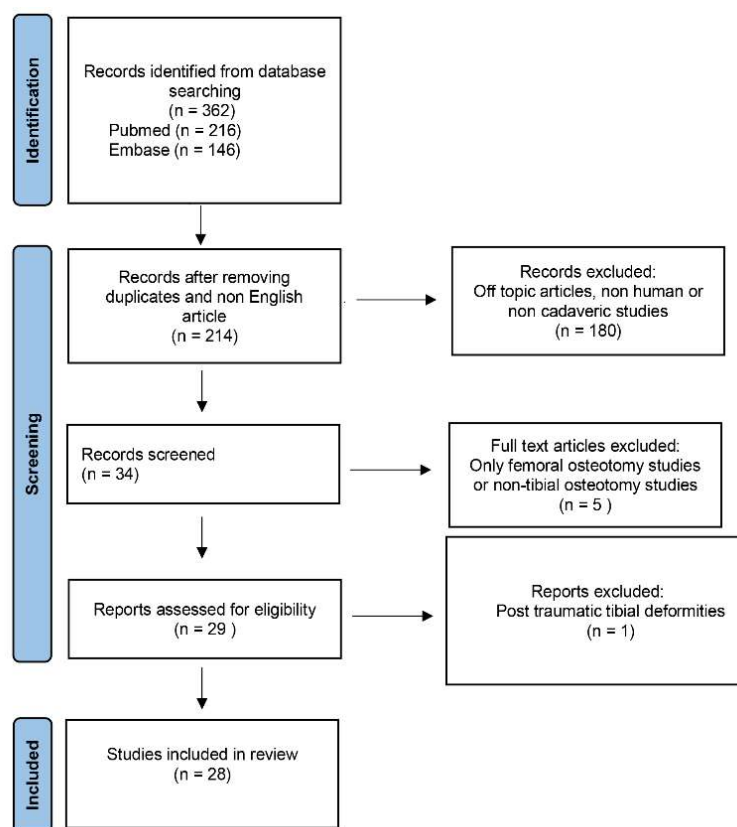 Identification
Records identified from database
searching
(n = 362)
Pubmed (n = 216)
Embase (n = 146)
Screening
Records after removing
duplicates and non English
article
(n = 214)
Records excluded:
Off topic articles, non human or
non cadaveric studies
(n = 180)
Records screened
(n = 34)
Full text articles excluded:
Only femoral osteotomy studies
or non-tibial osteotomy studies
(n = 5 )
Reports assessed for eligibility
(n = 29 )
Reports excluded:
Post traumatic tibial deformities
(n = 1)
Included
Studies included in review
(n = 28)